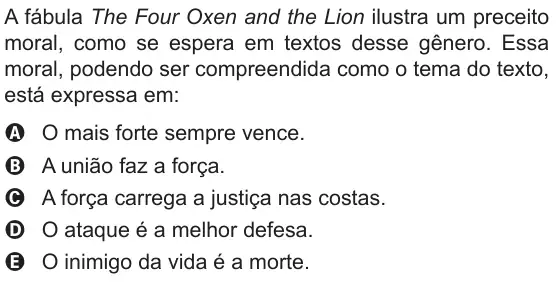 A fábula The Four Oxen and the Lion ilustra um preceito
moral, como se espera em textos desse gênero. Essa
moral, podendo ser compreendida como o tema do texto,
está expressa em:
A O mais forte sempre vence.
B A união faz a força.
C A força carrega a justiça nas costas.
D O ataque é a melhor defesa.
E O inimigo da vida é a morte.